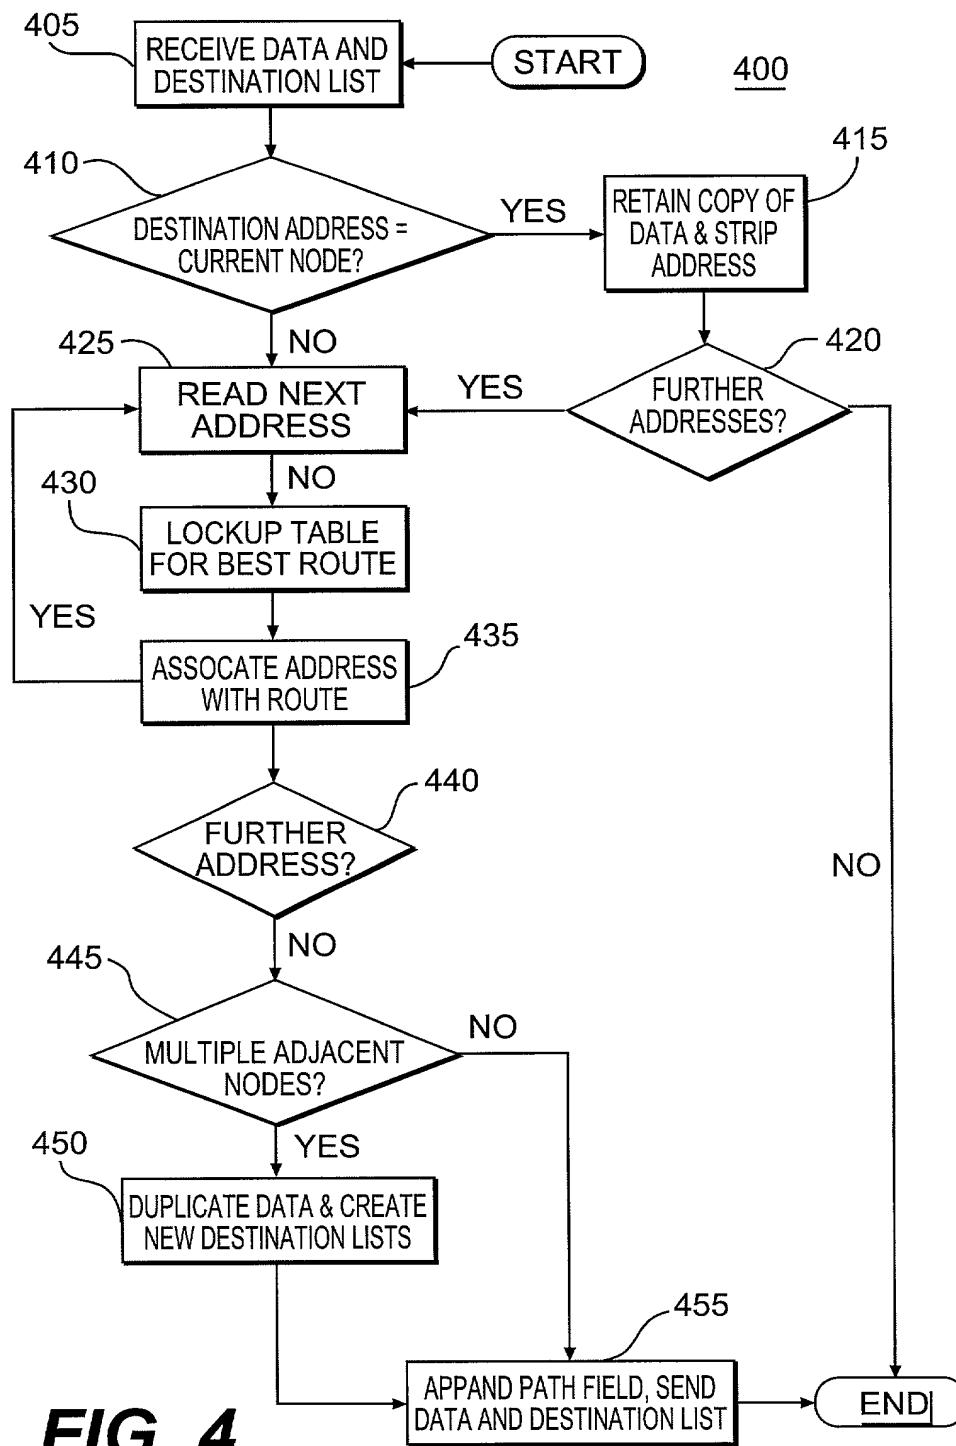 405
RECEIVE DATA AND
DESTINATION LIST
START
400
410
DESTINATION ADDRESS =
CURRENT NODE?
YES
415
RETAIN COPY OF
DATA & STRIP
ADDRESS
NO
425
READ NEXT
ADDRESS
YES
420
FURTHER
ADDRESSES?
NO
430
LOCKUP TABLE
FOR BEST ROUTE
YES
435
ASSOCATE ADDRESS
WITH ROUTE
440
FURTHER
ADDRESS?
NO
NO
445
MULTIPLE ADJACENT
NODES?
NO
YES
450
DUPLICATE DATA & CREATE
NEW DESTINATION LISTS
455
APPAND PATH FIELD, SEND
DATA AND DESTINATION LIST
END
FIG. 4